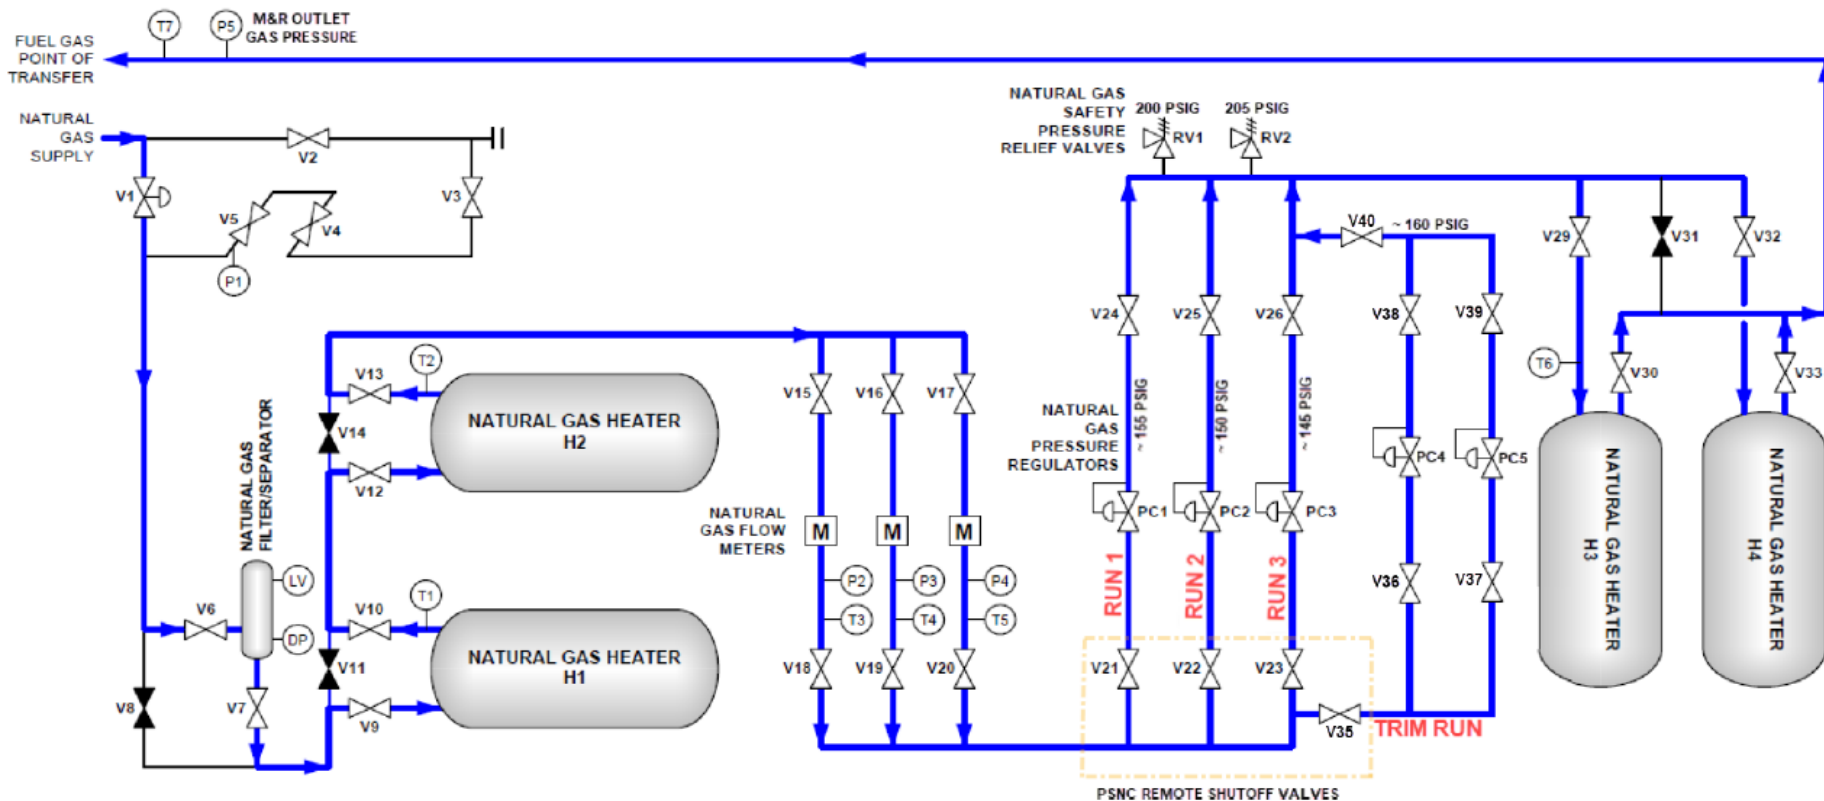 T7
P5
M&R OUTLET
GAS PRESSURE
FUEL GAS
POINT OF
TRANSFER
NATURAL
GAS
SUPPLY
V2
V1
V3
V5
V4
P1
NATURAL GAS
SAFETY
PRESSURE
RELIEF VALVES
200 PSIG
205 PSIG
RV1
RV2
V40
~ 160 PSIG
V29
V31
V32
V24
V25
V26
V38
V39
T2
V13
V14
V12
NATURAL GAS HEATER
H2
V15
V16
V17
NATURAL
GAS
PRESSURE
REGULATORS
~ 155 PSIG
~ 150 PSIG
~ 145 PSIG
PC4
PC5
T6
V30
V33
NATURAL GAS
FILTER/SEPARATOR
NATURAL
GAS FLOW
METERS
M
M
M
PC1
PC2
PC3
RUN 1
RUN 2
RUN 3
NATURAL GAS HEATER
H3
NATURAL GAS HEATER
H4
LV
DP
P2
P3
P4
T3
T4
T5
V36
V37
V6
V10
T1
V11
V9
V8
V7
NATURAL GAS HEATER
H1
V18
V19
V20
V21
V22
V23
V35
TRIM RUN
PSNC REMOTE SHUTOFF VALVES